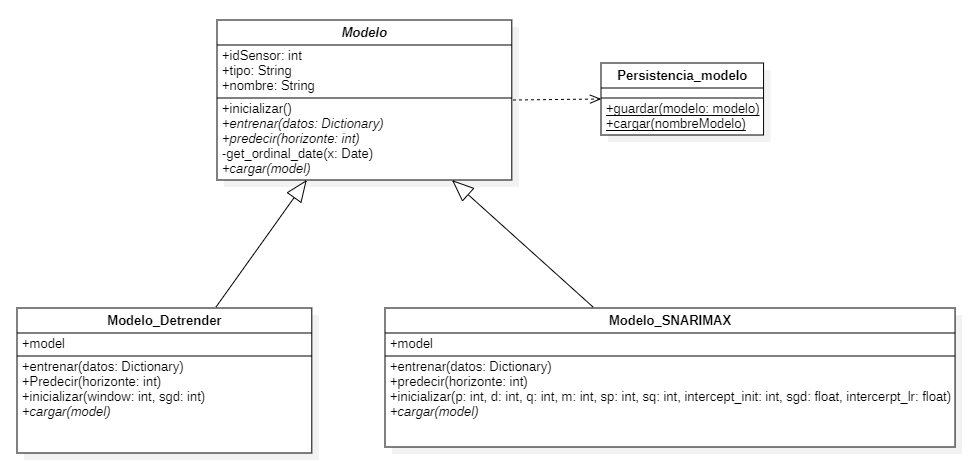 Modelo
+idSensor: int
+tipo: String
+nombre: String
+inicializar()
+entrenar(datos: Dictionary)
+predecir(horizonte: int)
-get_ordinal_date(x: Date)
+cargar(model)
Persistencia_modelo
+guardar(modelo: modelo)
+cargar(nombreModelo)
Modelo_Detrender
+model
+entrenar(datos: Dictionary)
+Predecir(horizonte: int)
+inicializar(window: int, sgd: int)
+cargar(model)
Modelo_SNARIMAX
+model
+entrenar(datos: Dictionary)
+predecir(horizonte: int)
+inicializar(p: int, d: int, q: int, m: int, sp: int, sq: int, intercept_init: int, sgd: float, intercerpt_lr: float)
+cargar(model)